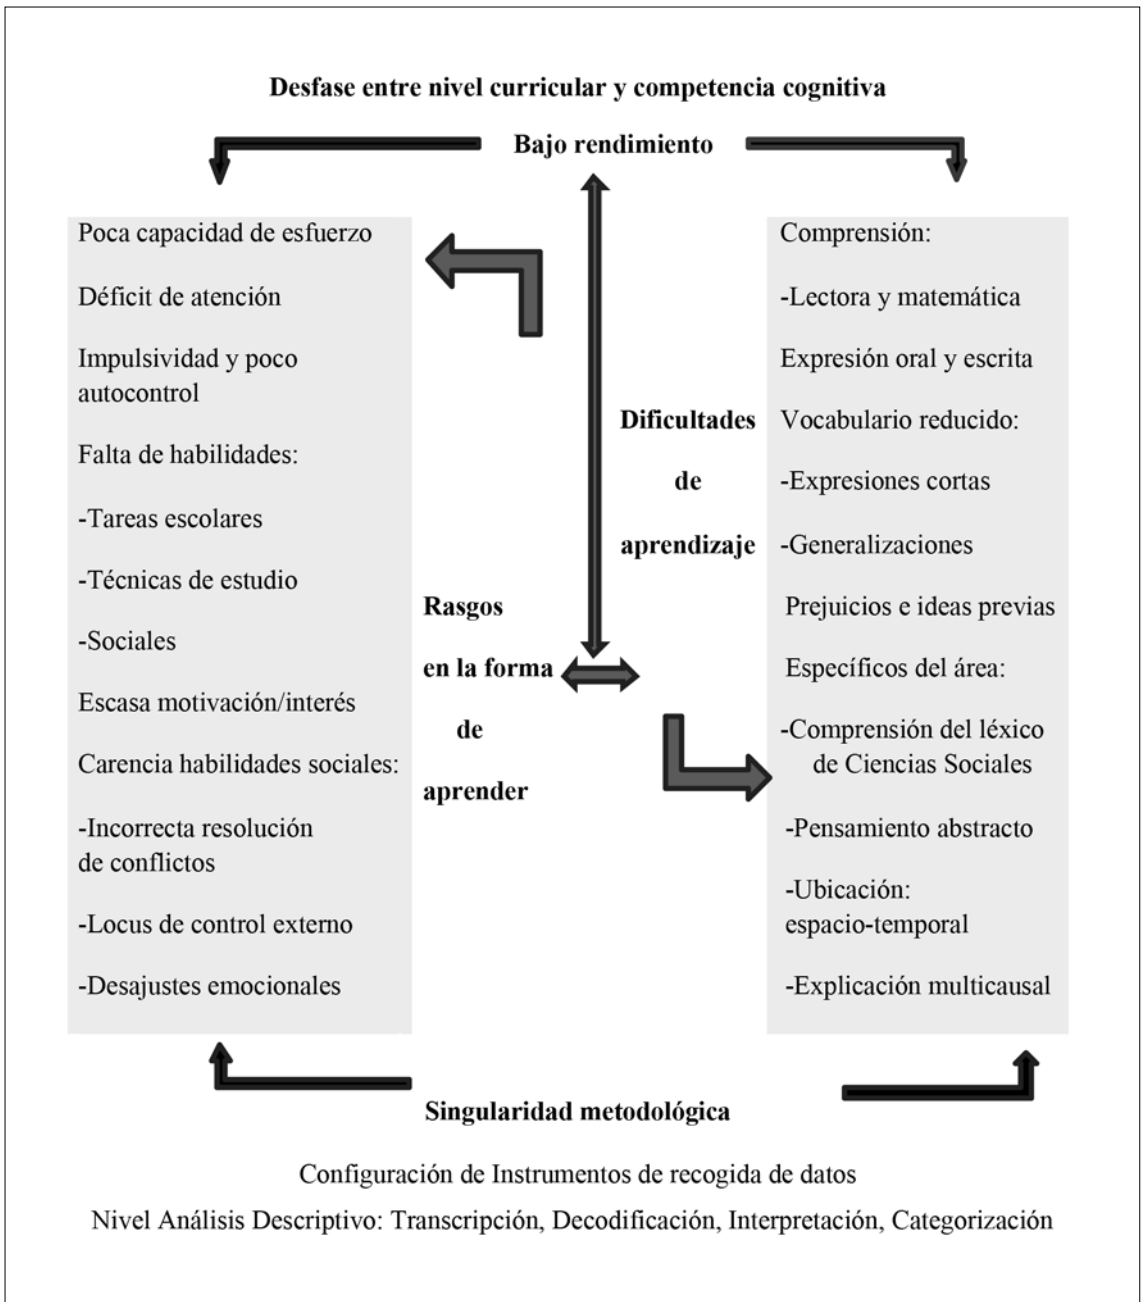 Desfase entre nivel curricular y competencia cognitiva
Bajo rendimiento
Poca capacidad de esfuerzo
Déficit de atención
Impulsividad y poco
autocontrol
Falta de habilidades:
-Tareas escolares
-Técnicas de estudio
-Sociales
Escasa motivación/interés
Carencia habilidades sociales:
-Incorrecta resolución
de conflictos
-Locus de control externo
-Desajustes emocionales
Rasgos
en la forma
de
aprender
Dificultades
de
aprendizaje
Comprensión:
-Lectora y matemática
Expresión oral y escrita
Vocabulario reducido:
-Expresiones cortas
-Generalizaciones
Prejuicios e ideas previas
Específicos del área:
-Comprensión del léxico
de Ciencias Sociales
-Pensamiento abstracto
-Ubicación:
espacio-temporal
-Explicación multicausal
Singularidad metodológica
Configuración de Instrumentos de recogida de datos
Nivel Análisis Descriptivo: Transcripción, Decodificación, Interpretación, Categorización